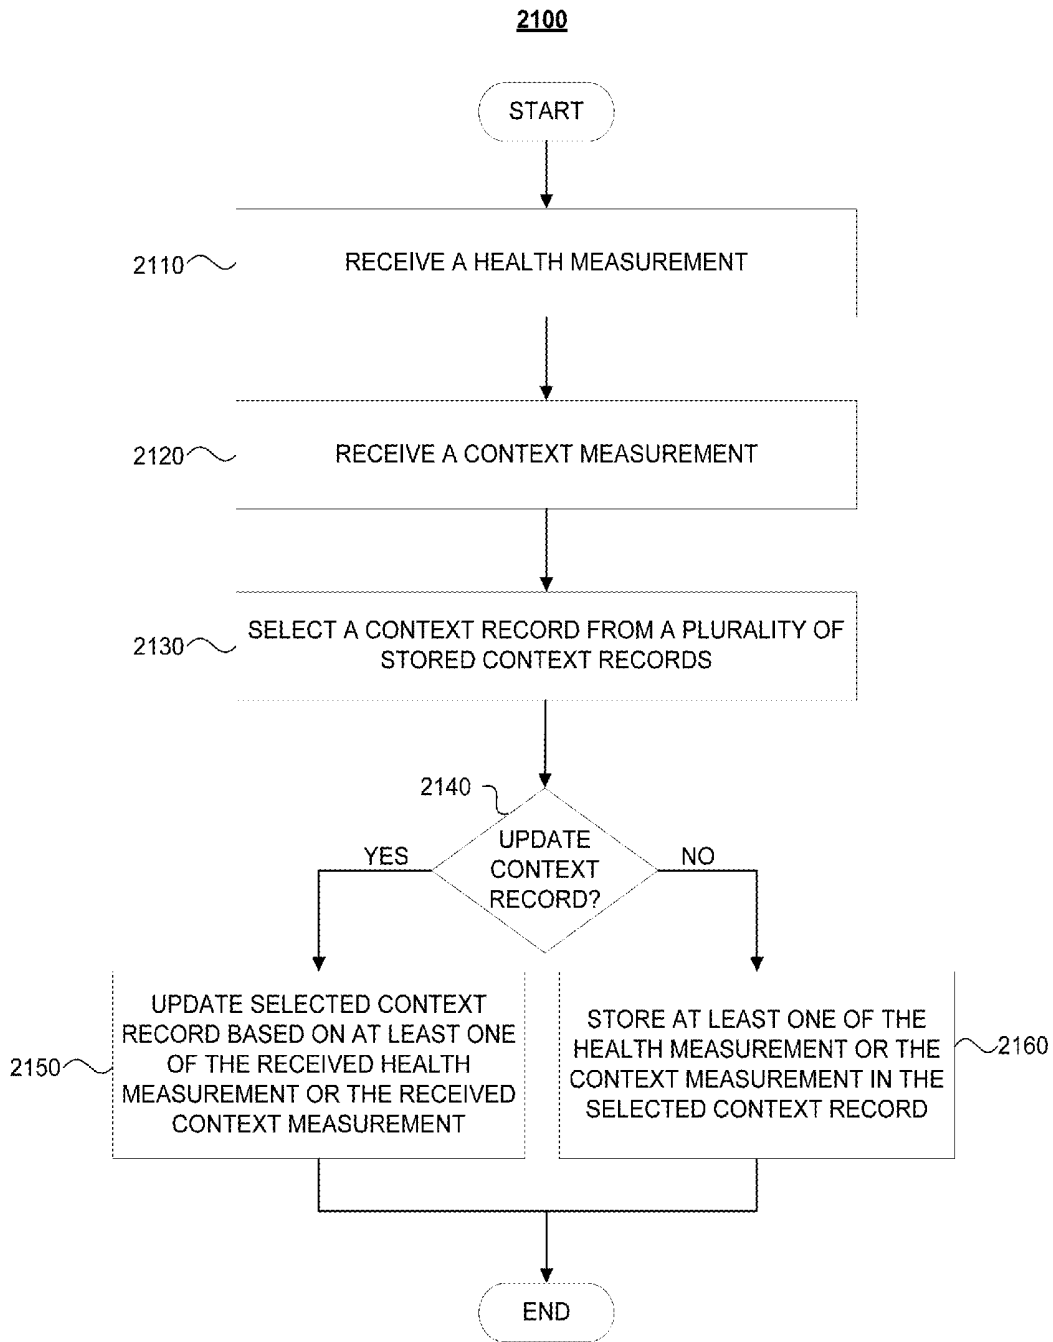 2100
START
2110
RECEIVE A HEALTH MEASUREMENT
2120
RECEIVE A CONTEXT MEASUREMENT
2130
SELECT A CONTEXT RECORD FROM A PLURALITY OF
STORED CONTEXT RECORDS
2140
UPDATE
CONTEXT
RECORD?
YES
NO
2150
UPDATE SELECTED CONTEXT
RECORD BASED ON AT LEAST ONE
OF THE RECEIVED HEALTH
MEASUREMENT OR THE RECEIVED
CONTEXT MEASUREMENT
STORE AT LEAST ONE OF THE
HEALTH MEASUREMENT OR THE
CONTEXT MEASUREMENT IN THE
SELECTED CONTEXT RECORD
2160
END